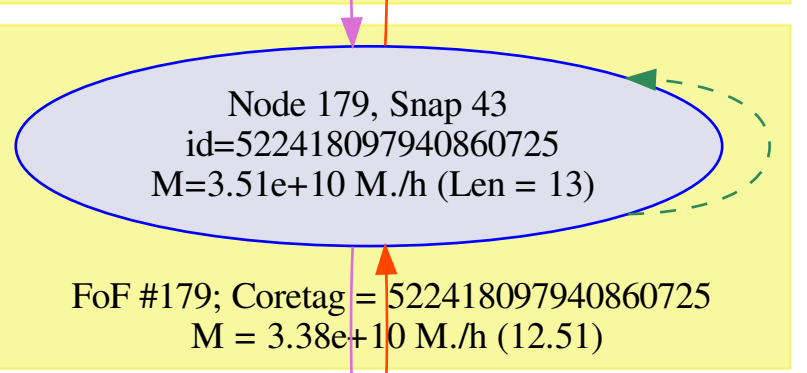 Node 179, Snap 43
id=522418097940860725
M=3.51e+10 M./h (Len = 13)
FoF #179; Coretag = 522418097940860725
M = 3.38e+10 M./h (12.51)